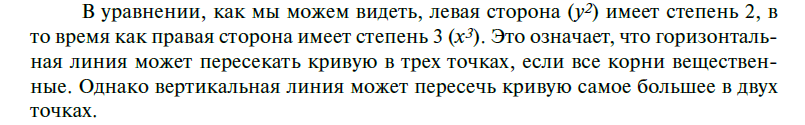 В уравнении, как мы можем видеть, левая сторона (y²) имеет степень 2, в
то время как правая сторона имеет степень 3 (x³). Это означает, что горизонталь-
ная линия может пересекать кривую в трех точках, если все корни веществен-
ные. Однако вертикальная линия может пересечь кривую самое большее в двух
точках.